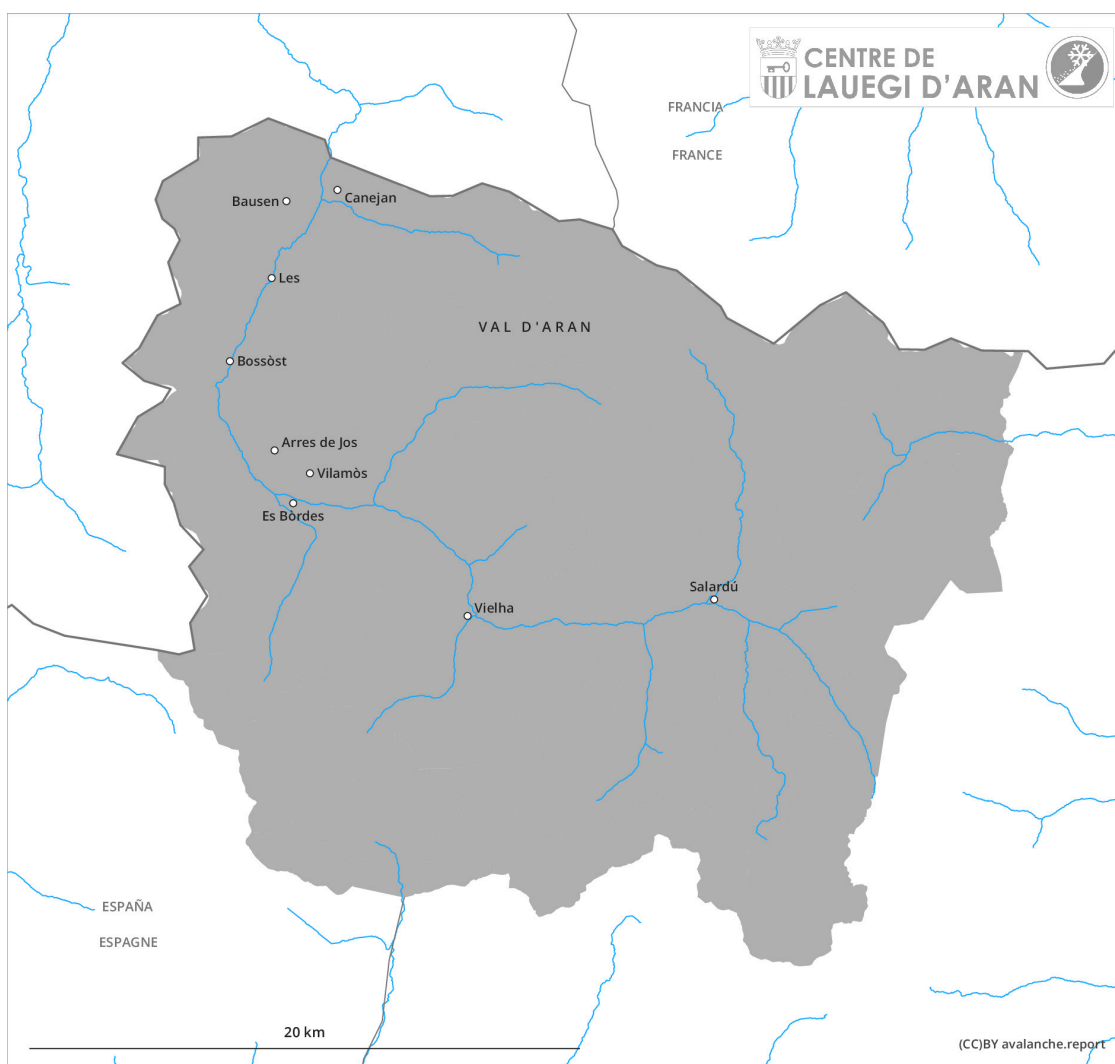 CENTRE DE
LAUEGI D'ARAN
FRANCIA
FRANCE
Canejan
Bausen
Les
VAL D'ARAN
Bossòst
Arres de Jos
Vilamòs
Es Bòrdes
Salardú
Vielha
ESPAÑA
ESPAGNE
20 km
(CC)BY avalanche.report